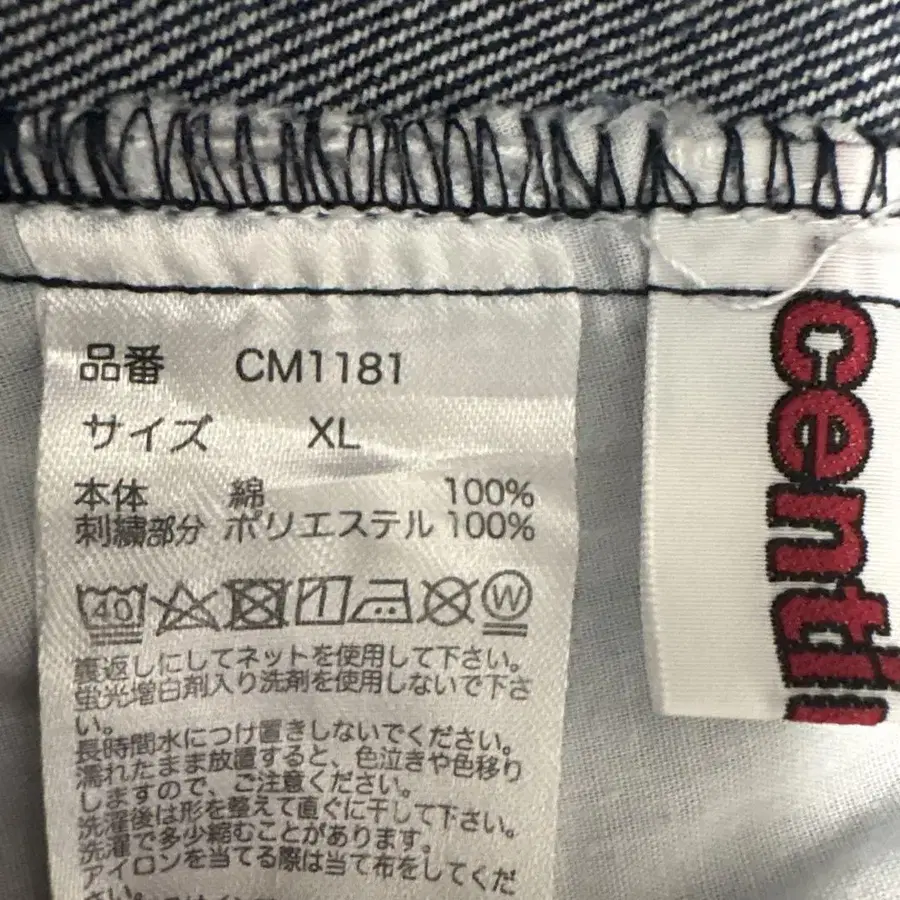 品番 CM1181
サイズ XL
本体 綿 100%
刺繍部分 ポリエステル 100%
40 W
裏返しにしてネットを使用して下さい。
蛍光増白剤入り洗剤を使用しないで下さ
い。
長時間水につけ置きしないでください。
濡れたまま放置すると、色泣きや色移り
しますので、ご注意ください。
洗濯後は形を整えて直ぐに干して下さい。
洗濯で多少縮むことがあります。
アイロンを当てる際は当て布をしてくだ
さい。
centi